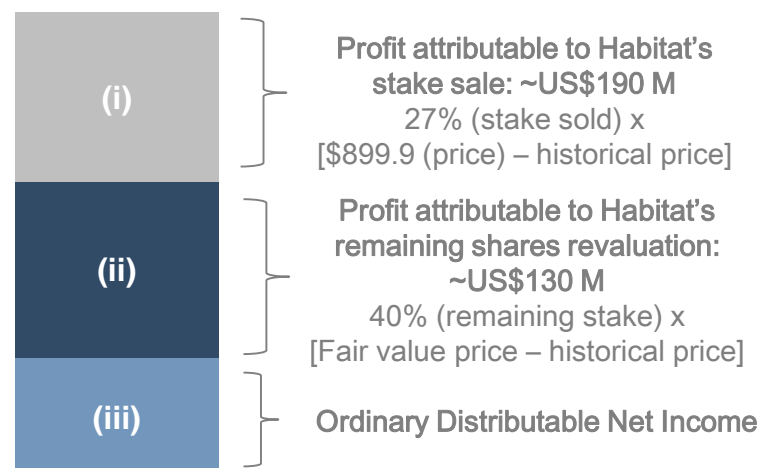 (i)
Profit attributable to Habitat's
stake sale: ~US$190 M
27% (stake sold) x
[$899.9 (price) – historical price]
(ii)
Profit attributable to Habitat's
remaining shares revaluation:
~US$130 M
40% (remaining stake) x
[Fair value price – historical price]
(iii)
Ordinary Distributable Net Income